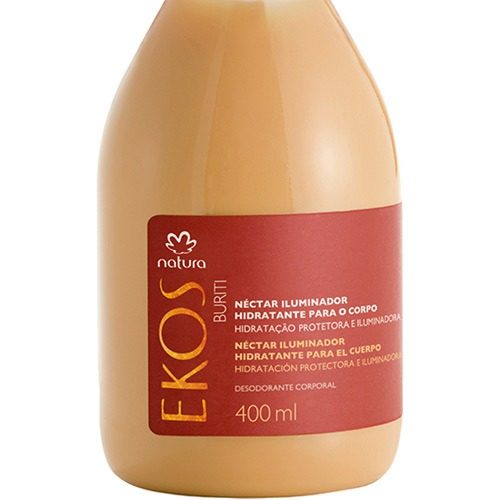 natura
EKOS
BURITI
NÉCTAR ILUMINADOR
HIDRATANTE PARA O CORPO
HIDRATAÇÃO PROTETORA E ILUMINADORA
NÉCTAR ILUMINADOR
HIDRATANTE PARA EL CUERPO
HIDRATACIÓN PROTECTORA E ILUMINADORA
DESODORANTE CORPORAL
400 ml